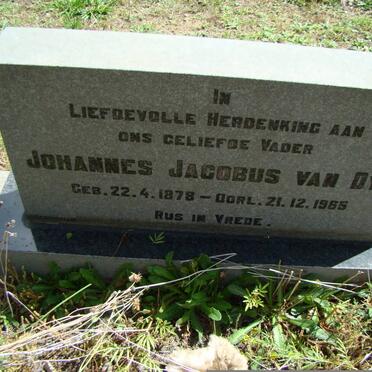 IN
LIEFDEVOLLE HERDENKING AAN
ONS GELIEFDE VADER
JOHANNES JACOBUS VAN
GEB. 22.4.1878 – OORL. 21.12.1965
RUS IN VREDE.